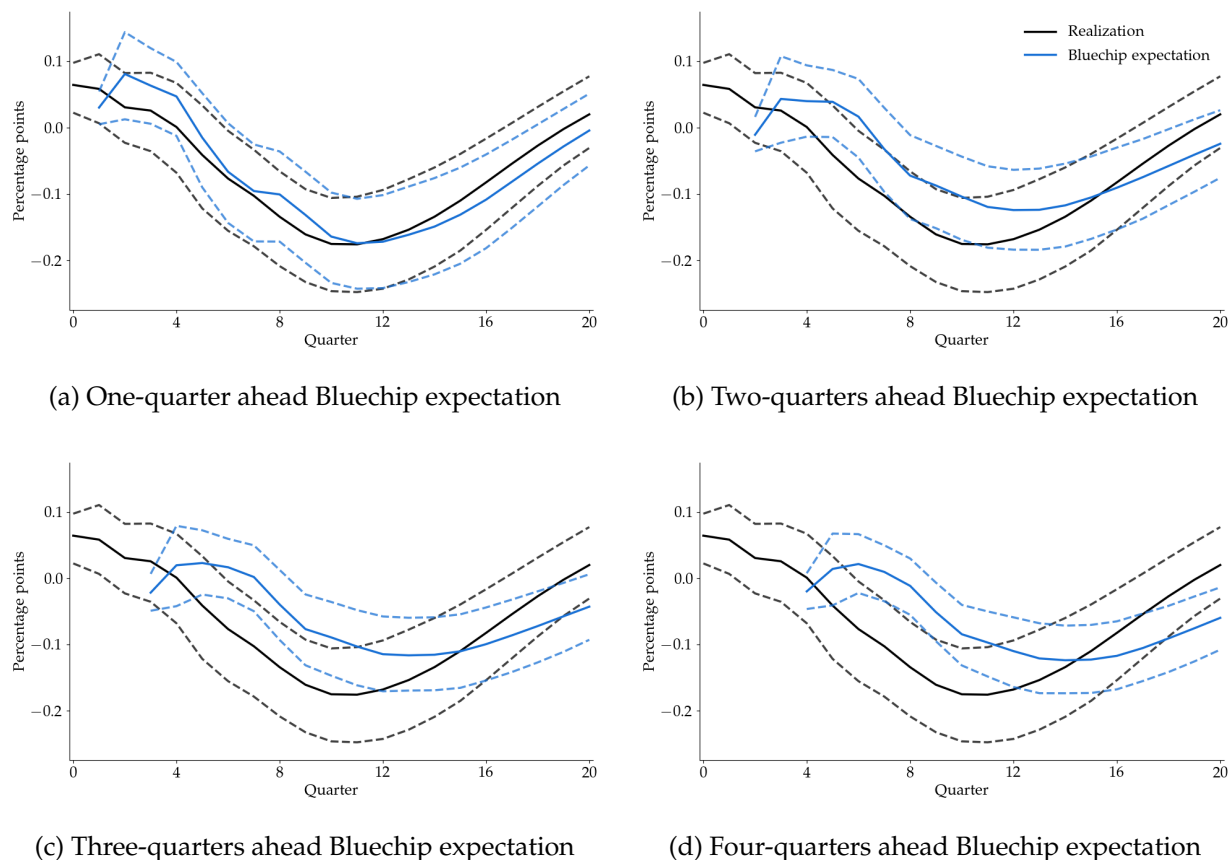 Realization
Bluechip expectation
Percentage points
0.1
0.0
−0.1
−0.2
0 4 8 12 16 20
Quarter
(a) One-quarter ahead Bluechip expectation
Percentage points
0.1
0.0
−0.1
−0.2
0 4 8 12 16 20
Quarter
(b) Two-quarters ahead Bluechip expectation
Percentage points
0.1
0.0
−0.1
−0.2
0 4 8 12 16 20
Quarter
(c) Three-quarters ahead Bluechip expectation
Percentage points
0.1
0.0
−0.1
−0.2
0 4 8 12 16 20
Quarter
(d) Four-quarters ahead Bluechip expectation